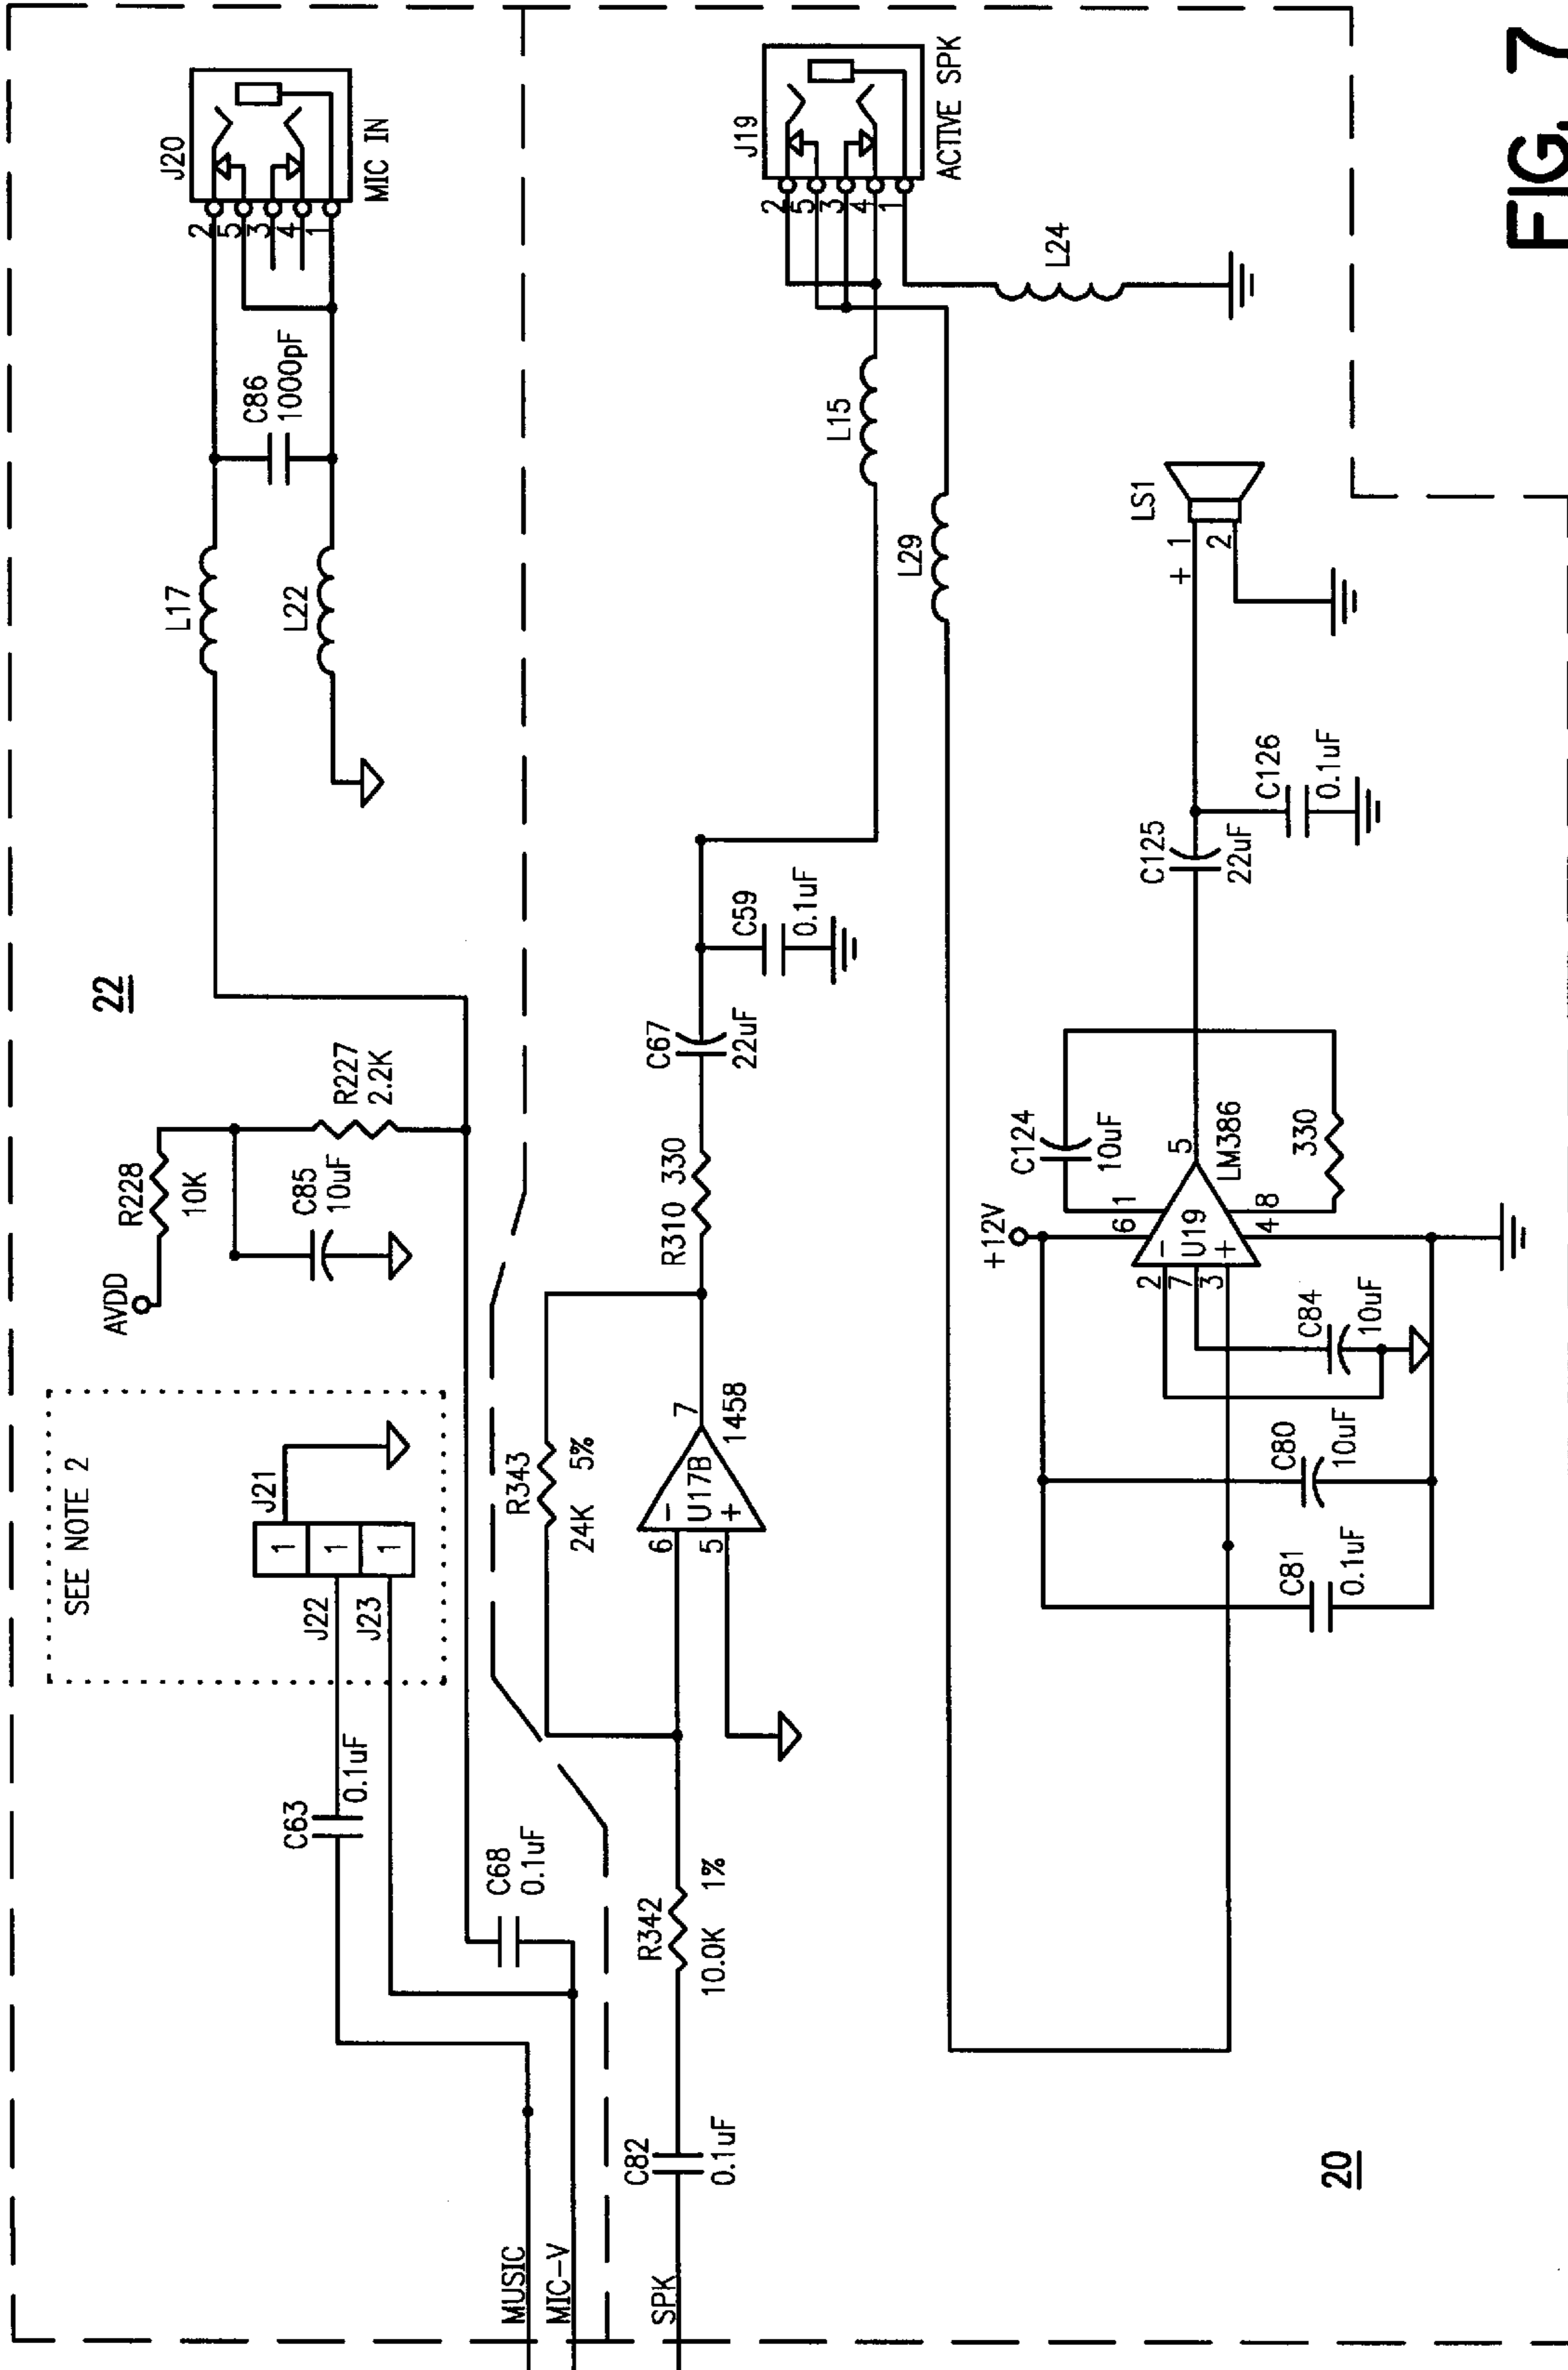 SEE NOTE 2
22
AVDD
R228
10K
C85
10uF
R227
2.2K
L17
L22
C86
1000pF
J20
2
5
3
4
1
MIC IN
C63
0.1uF
J22
J23
J21
1
1
1
MUSIC
MIC-V
SPK
C68
0.1uF
C82
0.1uF
R342
10.0K 1%
R343
24K 5%
6
-
U17B
5
+
7
1458
R310 330
C67
22uF
C59
0.1uF
L15
L29
J19
2
5
3
4
1
ACTIVE SPK
L24
+12V
C124
10uF
6
1
2
-
7
U19
3
+
5
LM386
4
8
330
C81
0.1uF
C80
10uF
C84
10uF
C125
22uF
C126
0.1uF
LS1
+ 1
2
20
FIG. 7